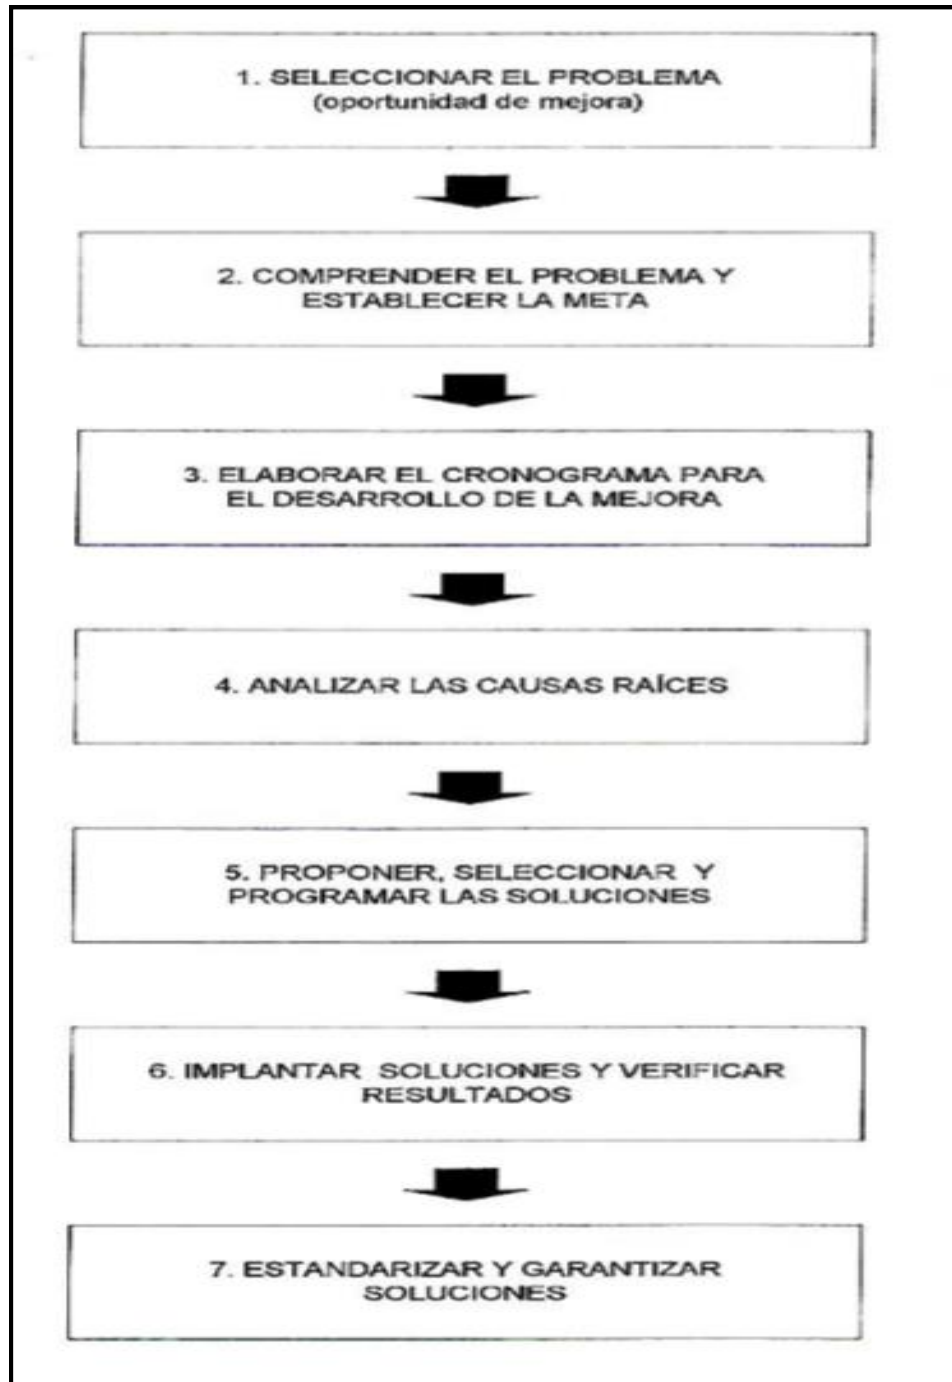 1. SELECCIONAR EL PROBLEMA
(oportunidad de mejora)
2. COMPRENDER EL PROBLEMA Y
ESTABLECER LA META
3. ELABORAR EL CRONOGRAMA PARA
EL DESARROLLO DE LA MEJORA
4. ANALIZAR LAS CAUSAS RAÍCES
5. PROPONER, SELECCIONAR Y
PROGRAMAR LAS SOLUCIONES
6. IMPLANTAR SOLUCIONES Y VERIFICAR
RESULTADOS
7. ESTANDARIZAR Y GARANTIZAR
SOLUCIONES